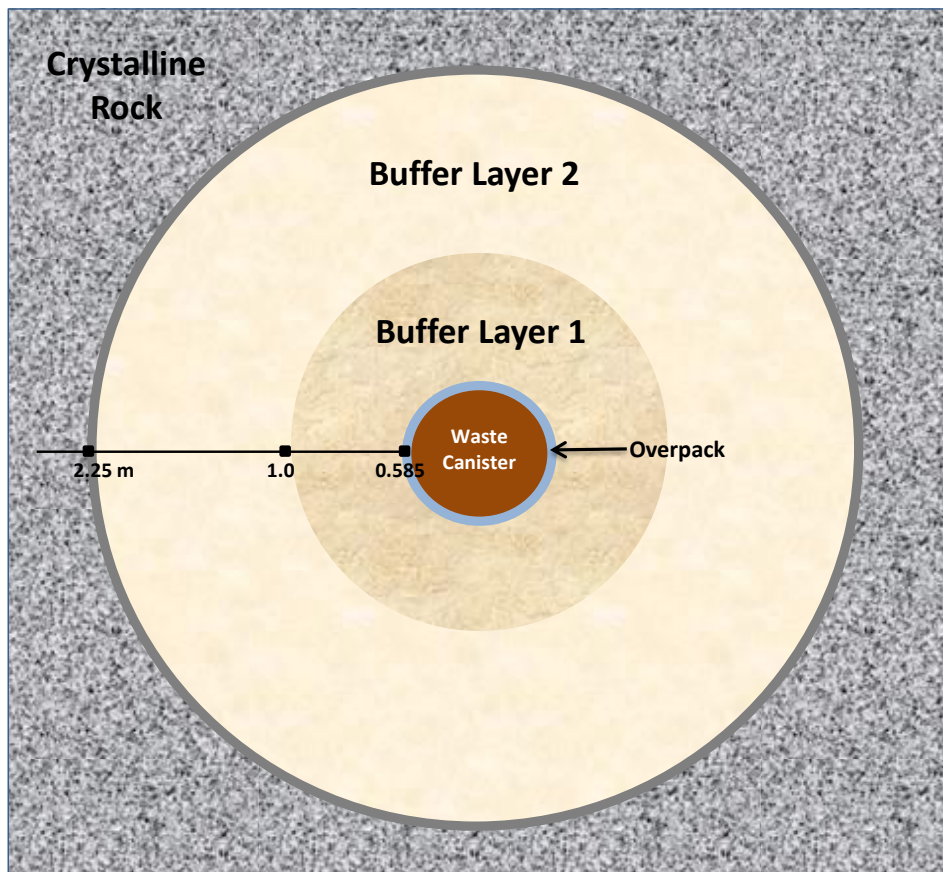 Crystalline
Rock
Buffer Layer 2
Buffer Layer 1
Waste
Canister
Overpack
2.25 m
1.0
0.585